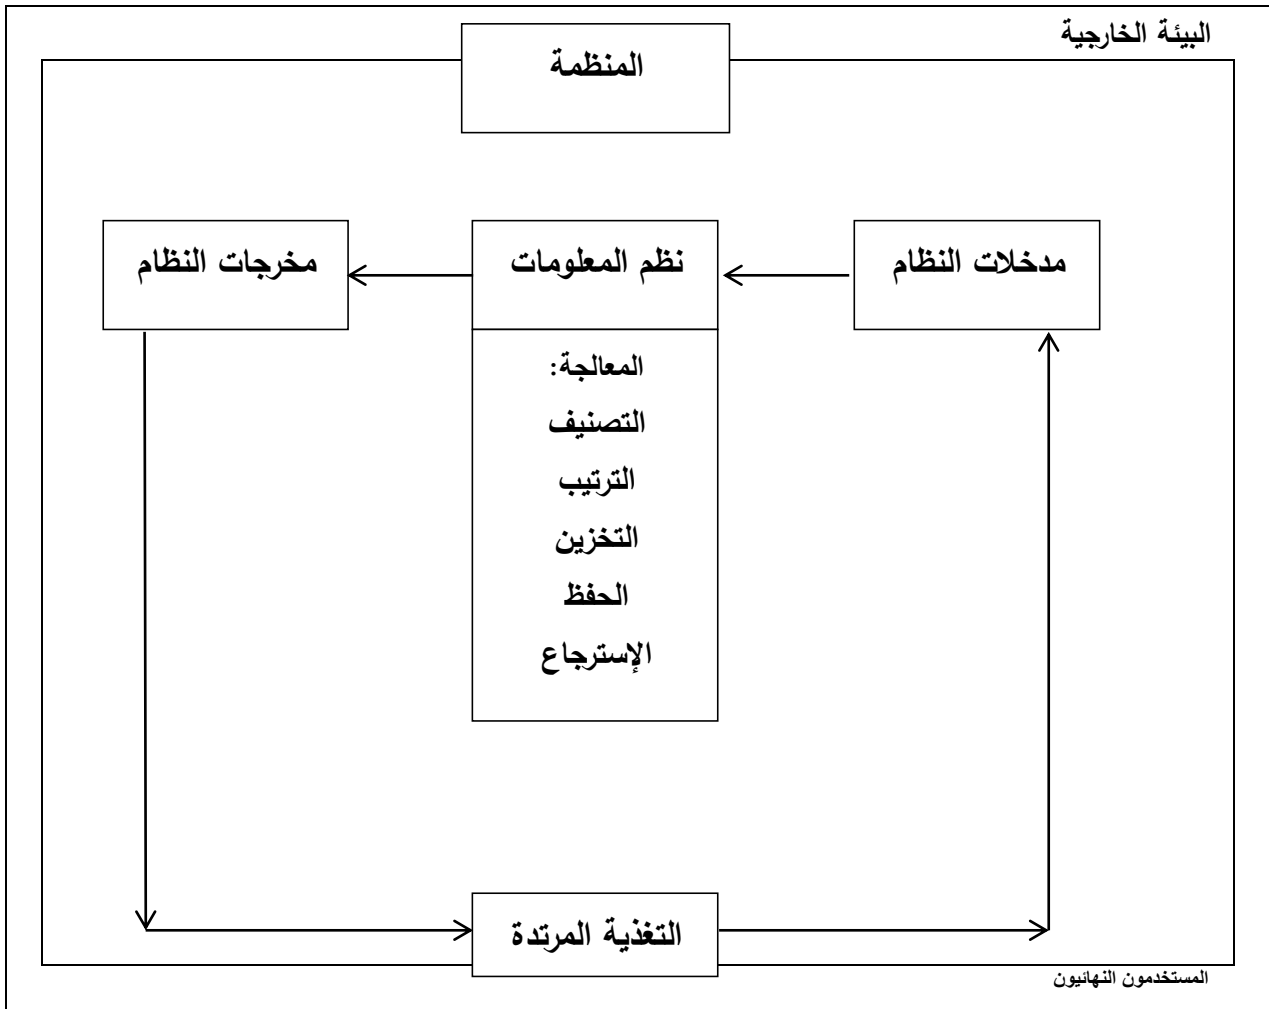 البيئة الخارجية
المنظمة
مدخلات النظام
نظم المعلومات
مخرجات النظام
المعالجة:
التصنيف
الترتيب
التخزين
الحفظ
الإسترجاع
التغذية المرتدة
المستخدمون النهائيون